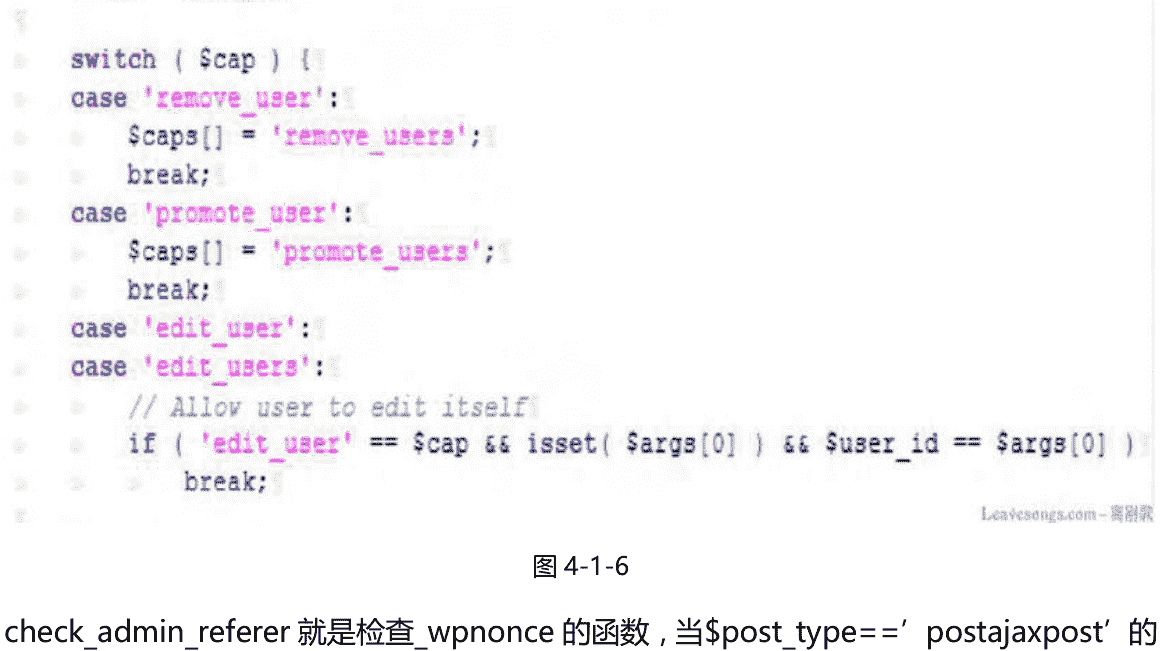 switch ( $cap ) {
case 'remove_user':
$caps[] = 'remove_users';
break;
case 'promote_user':
$caps[] = 'promote_users';
break;
case 'edit_user':
case 'edit_users':
// Allow user to edit itself
if ( 'edit_user' == $cap && isset( $args[0] ) && $user_id == $args[0] )
break;
Leavesongs.com –
图 4-1-6
check_admin_referer 就是检查_wpnonce 的函数，当$post_type==’postajaxpost’的